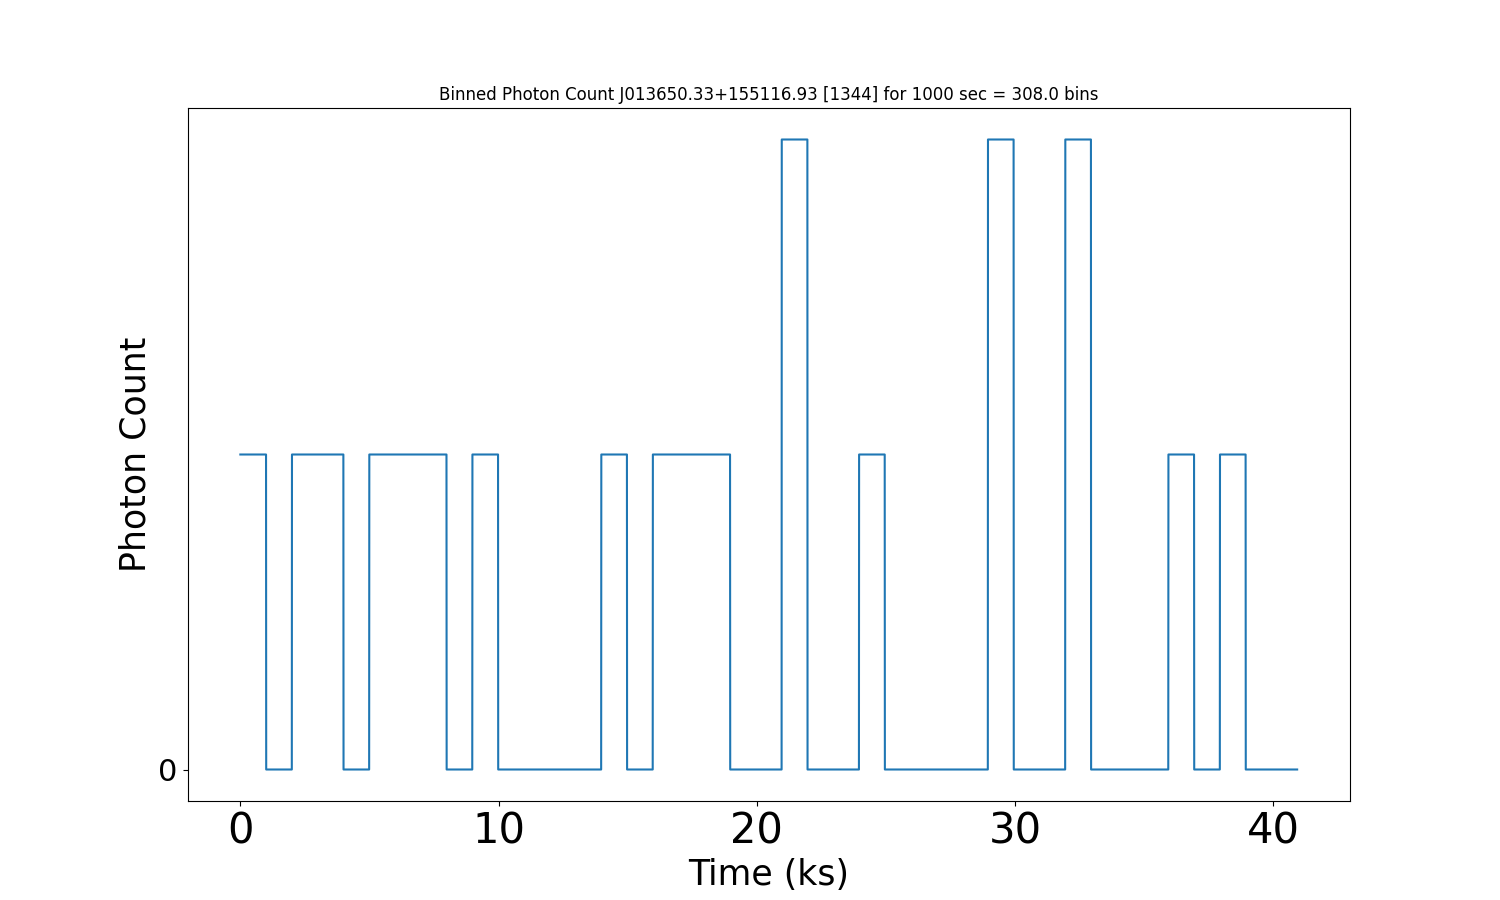 Binned Photon Count J013650.33+155116.93 [1344] for 1000 sec = 308.0 bins
Photon Count
0
0 10 20 30 40
Time (ks)